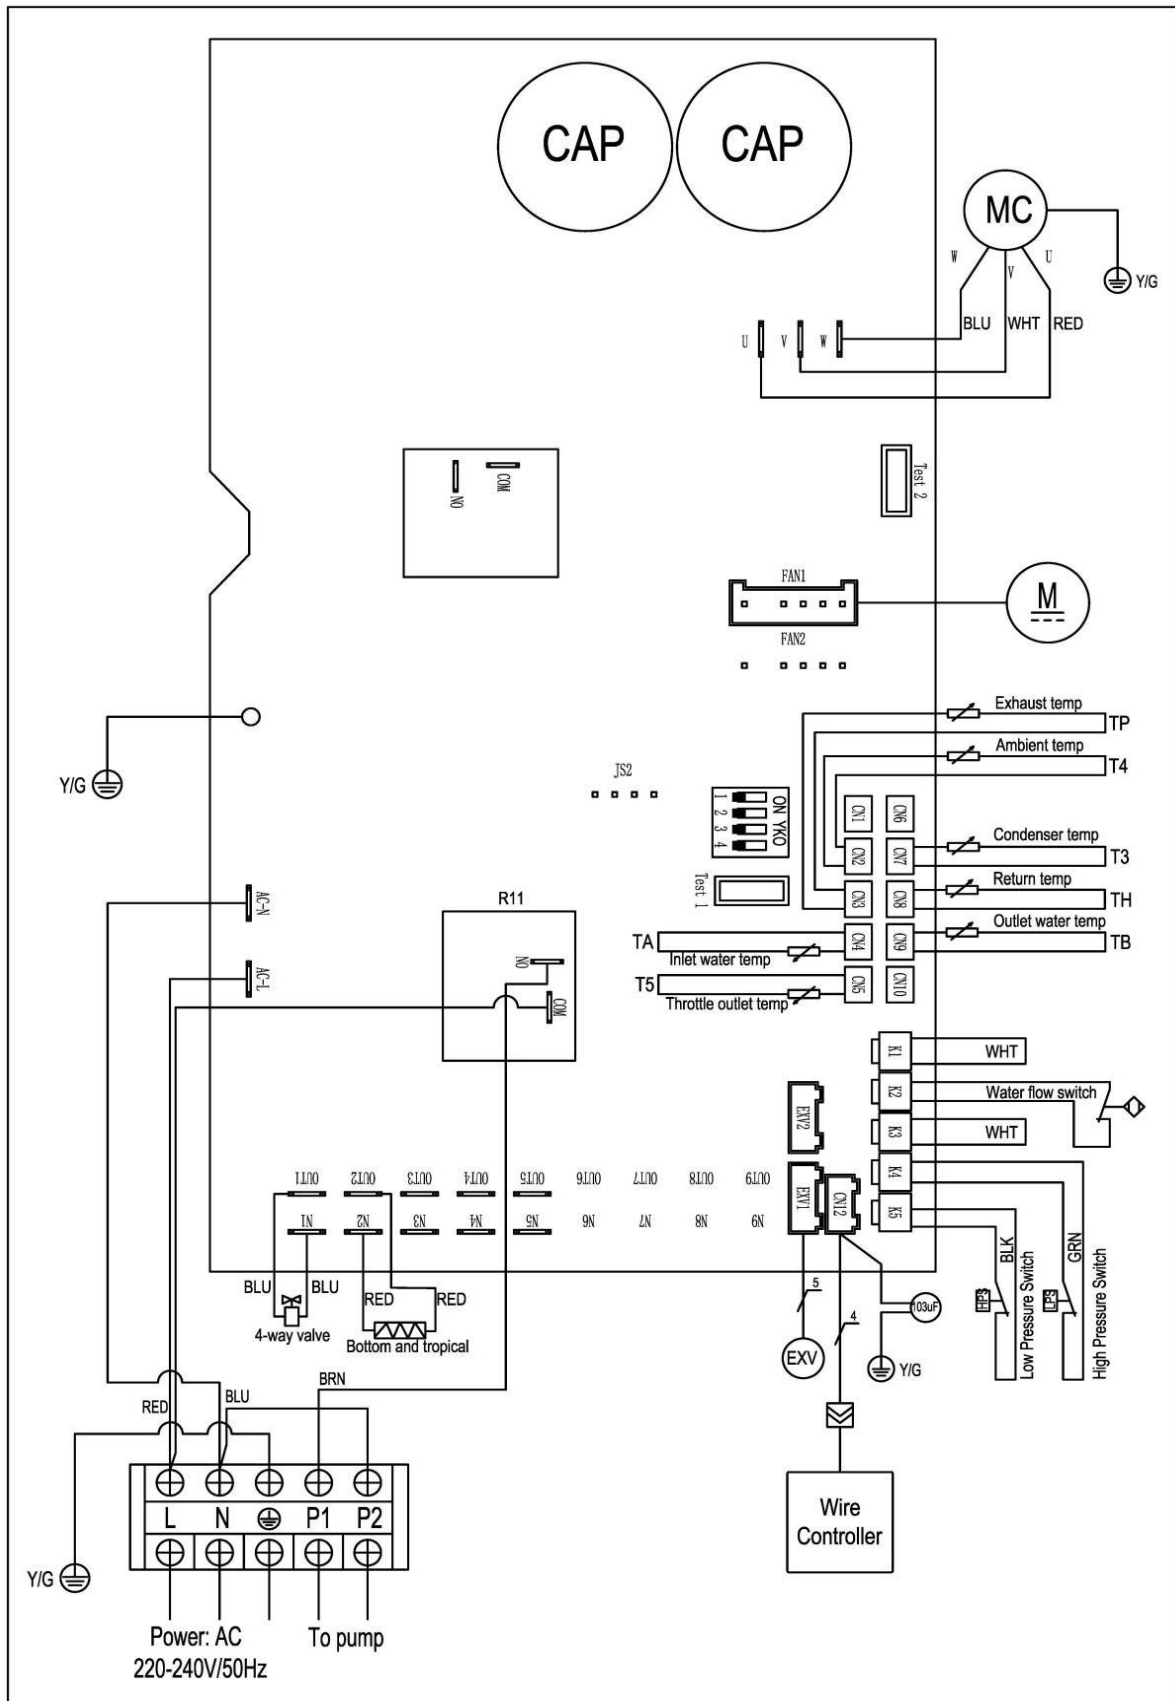 CAP
CAP
MC
Y/G
W
V
U
BLU
WHT
RED
U
V
W
NO
COM
Test 2
FAN1
M
FAN2
Y/G
Exhaust temp
TP
Ambient temp
T4
JS2
1
2
3
4
ON YKO
CN1
CN6
CN2
CN7
Condenser temp
T3
Test 1
CN3
CN8
Return temp
TH
AC-N
R11
TA
Inlet water temp
CN4
CN9
Outlet water temp
TB
NO
AC-L
COM
T5
Throttle outlet temp
CN5
CN10
K1
WHT
EXV2
K2
Water flow switch
K3
WHT
OUT1
OUT2
OUT3
OUT4
OUT5
OUT6
OUT7
OUT8
OUT9
EXV1
CN12
K4
N1
N2
N3
N4
N5
N6
N7
N8
N9
K5
BLK
GRN
BLU
BLU
RED
RED
4-way valve
Bottom and tropical
5
4
103uF
HPS
Low Pressure Switch
LPS
High Pressure Switch
EXV
Y/G
BRN
RED
BLU
L
N
P1
P2
Wire
Controller
Y/G
Power: AC
220-240V/50Hz
To pump